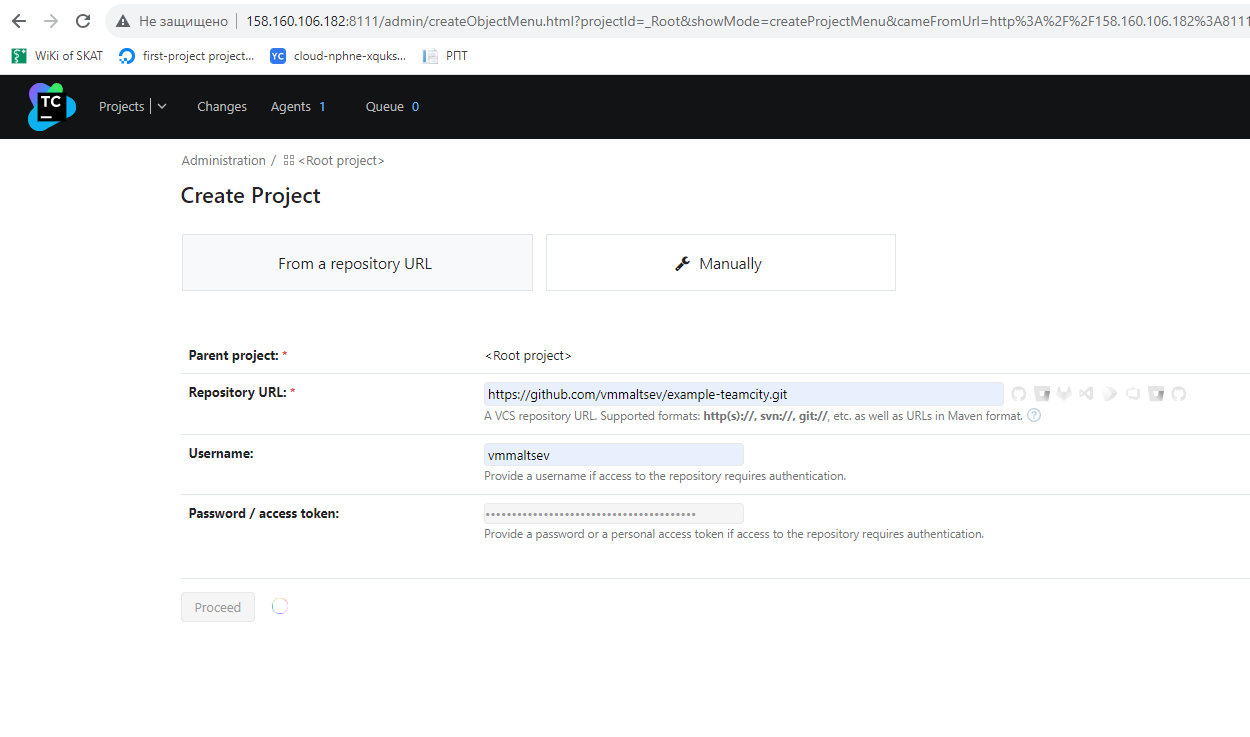 Не защищено 158.160.106.182:8111/admin/createObjectMenu.html?projectId=_Root&showMode=createProjectMenu&cameFromUrl=http%3A%2F%2F158.160.106.182%3A8111
WiKi of SKAT first-project project... YC cloud-nphne-xquks... РПТ
TC Projects Changes Agents 1 Queue 0
Administration / <Root project>
Create Project
From a repository URL Manually
Parent project: * <Root project>
Repository URL: * https://github.com/vmmaltsev/example-teamcity.git
A VCS repository URL. Supported formats: http(s)://, svn://, git://, etc. as well as URLs in Maven format. ?
Username: vmmaltsev
Provide a username if access to the repository requires authentication.
Password / access token: ••••••••••••••••••••••••••••••••••••••••
Provide a password or a personal access token if access to the repository requires authentication.
Proceed